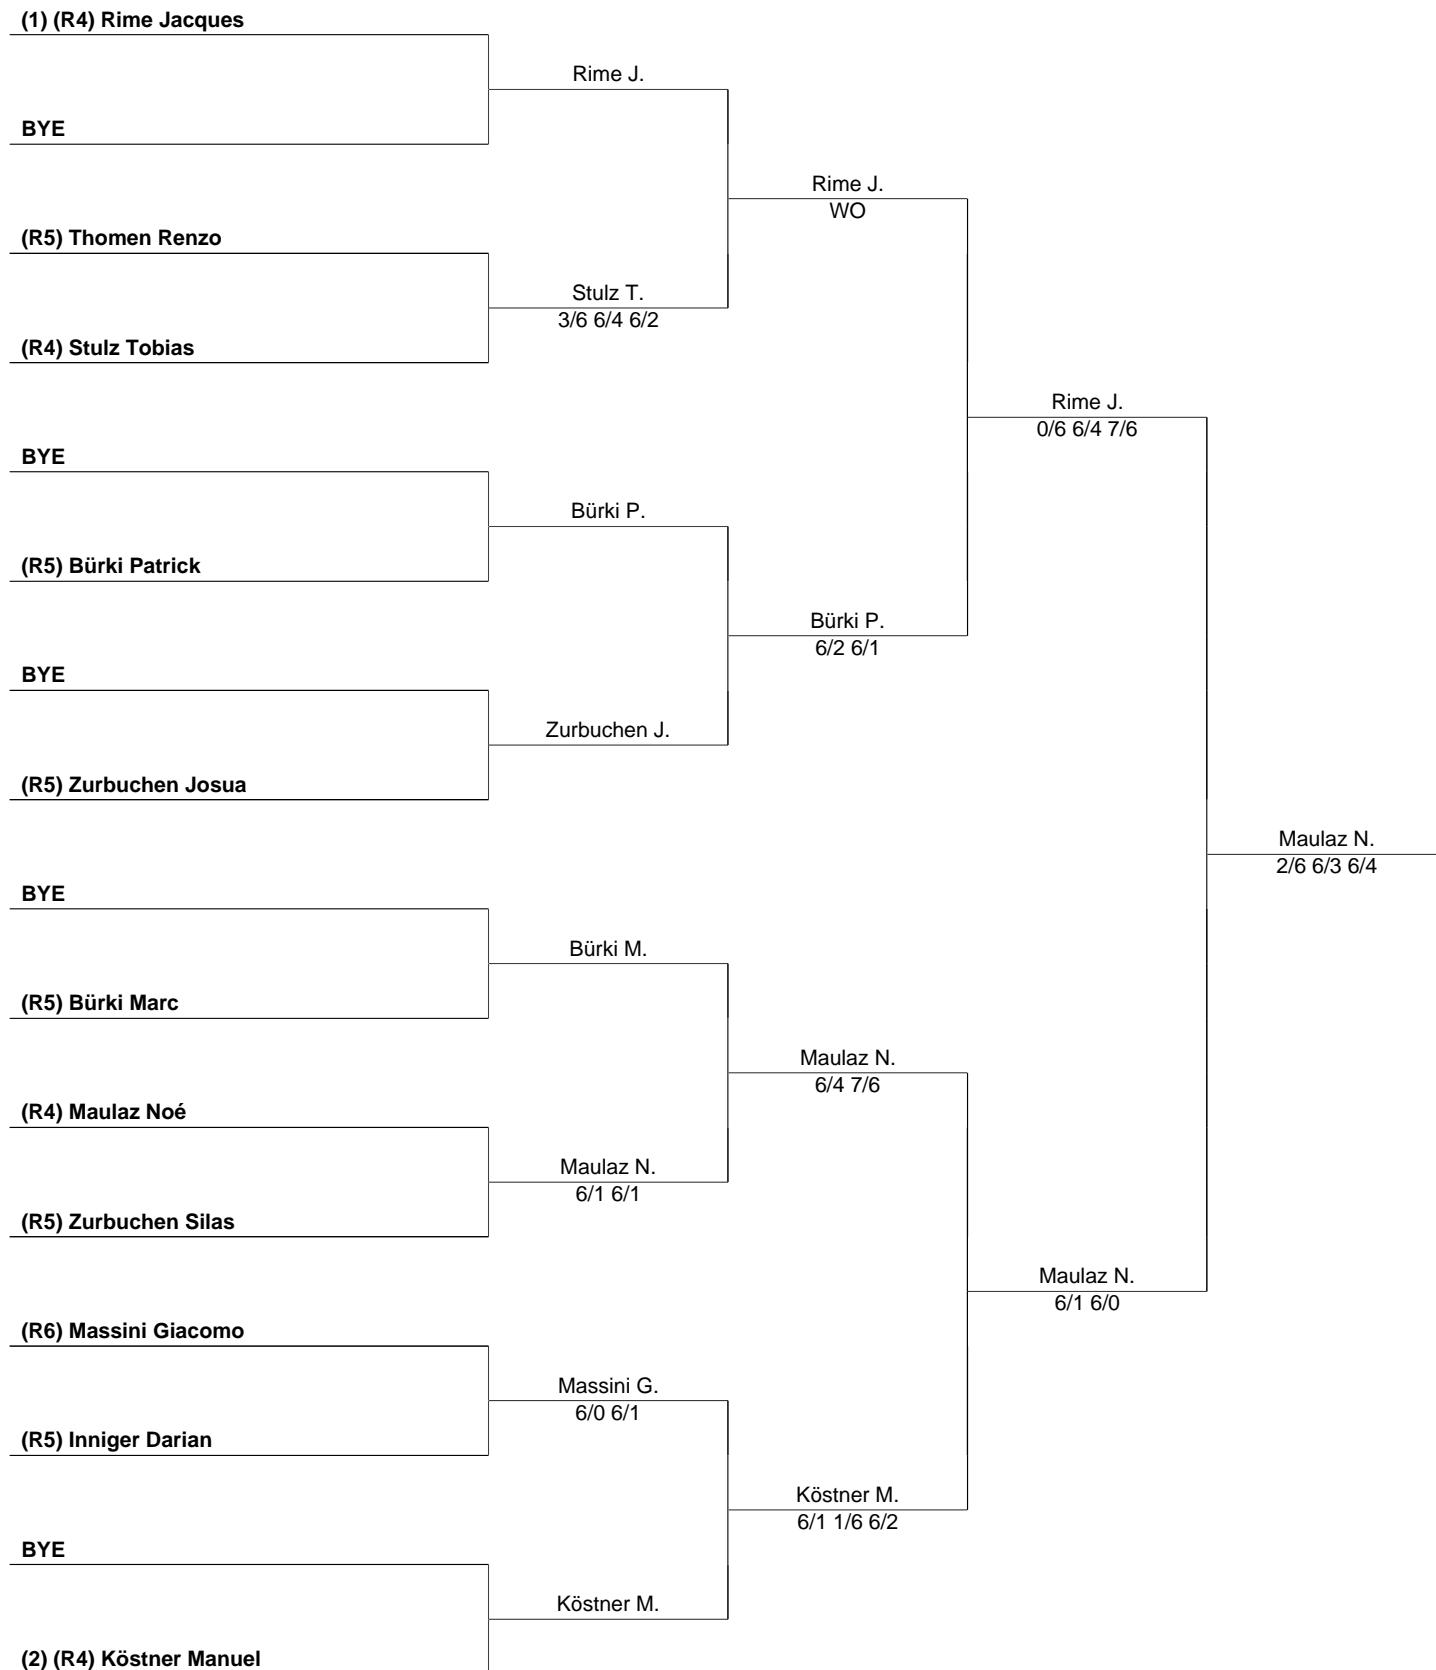 (1) (R4) Rime Jacques
Rime J.
BYE
Rime J.
WO
(R5) Thomen Renzo
Stulz T.
3/6 6/4 6/2
(R4) Stulz Tobias
Rime J.
0/6 6/4 7/6
BYE
Bürki P.
(R5) Bürki Patrick
Bürki P.
6/2 6/1
BYE
Zurbuchen J.
(R5) Zurbuchen Josua
Maulaz N.
2/6 6/3 6/4
BYE
Bürki M.
(R5) Bürki Marc
Maulaz N.
6/4 7/6
(R4) Maulaz Noé
Maulaz N.
6/1 6/1
(R5) Zurbuchen Silas
Maulaz N.
6/1 6/0
(R6) Massini Giacomo
Massini G.
6/0 6/1
(R5) Inniger Darian
Köstner M.
6/1 1/6 6/2
BYE
Köstner M.
(2) (R4) Köstner Manuel